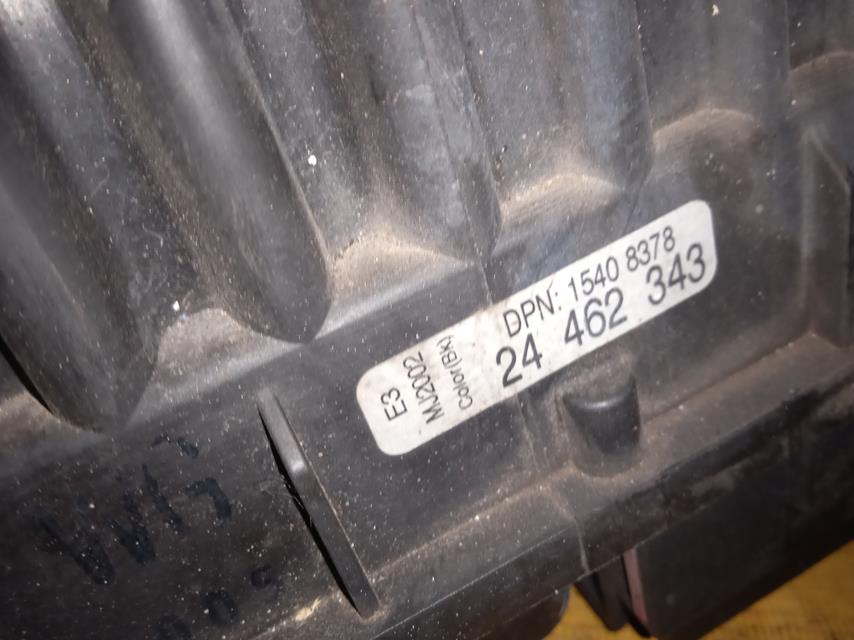 E3
MJ2002
Color(BK)
DPN: 1540 8378
24 462 343